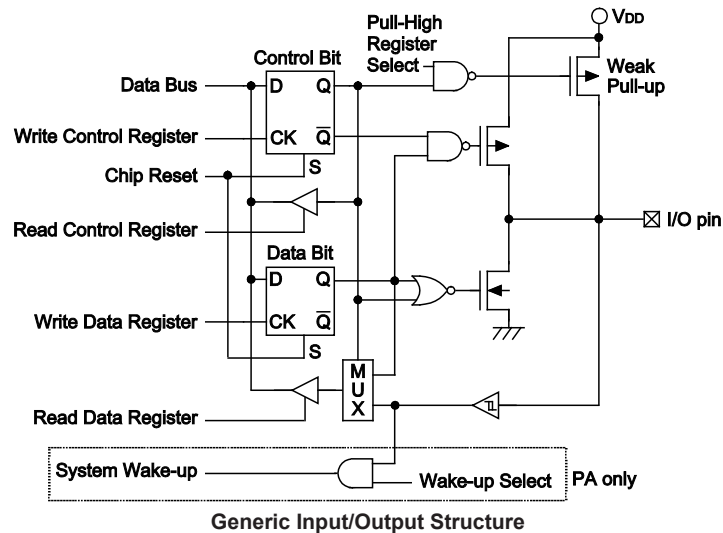 VDD
Pull-High
Register
Select
Control Bit
Weak
Pull-up
Data Bus
D
Q
Write Control Register
CK
Q
Chip Reset
S
I/O pin
Read Control Register
Data Bit
D
Q
Write Data Register
CK
Q
S
M
U
X
Read Data Register
System Wake-up
Wake-up Select
PA only
Generic Input/Output Structure